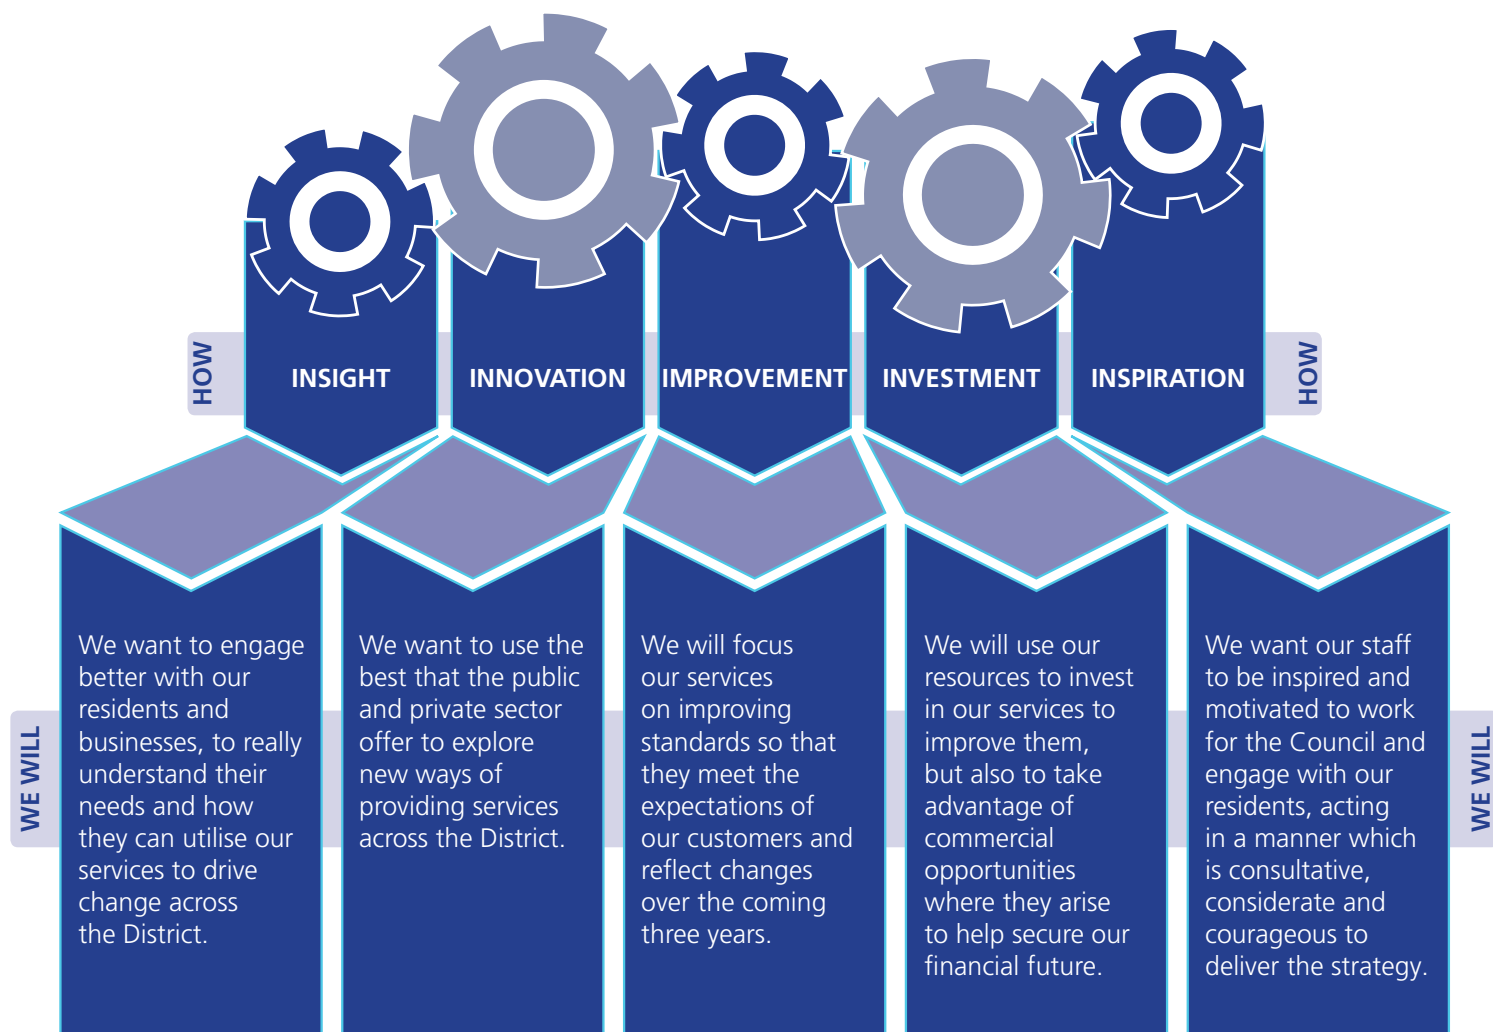 HOW
INSIGHT
INNOVATION
IMPROVEMENT
INVESTMENT
INSPIRATION
HOW
WE WILL
We want to engage
better with our
residents and
businesses, to really
understand their
needs and how
they can utilise our
services to drive
change across
the District.
We want to use the
best that the public
and private sector
offer to explore
new ways of
providing services
across the District.
We will focus
our services
on improving
standards so that
they meet the
expectations of
our customers and
reflect changes
over the coming
three years.
We will use our
resources to invest
in our services to
improve them,
but also to take
advantage of
commercial
opportunities
where they arise
to help secure our
financial future.
We want our staff
to be inspired and
motivated to work
for the Council and
engage with our
residents, acting
in a manner which
is consultative,
considerate and
courageous to
deliver the strategy.
WE WILL